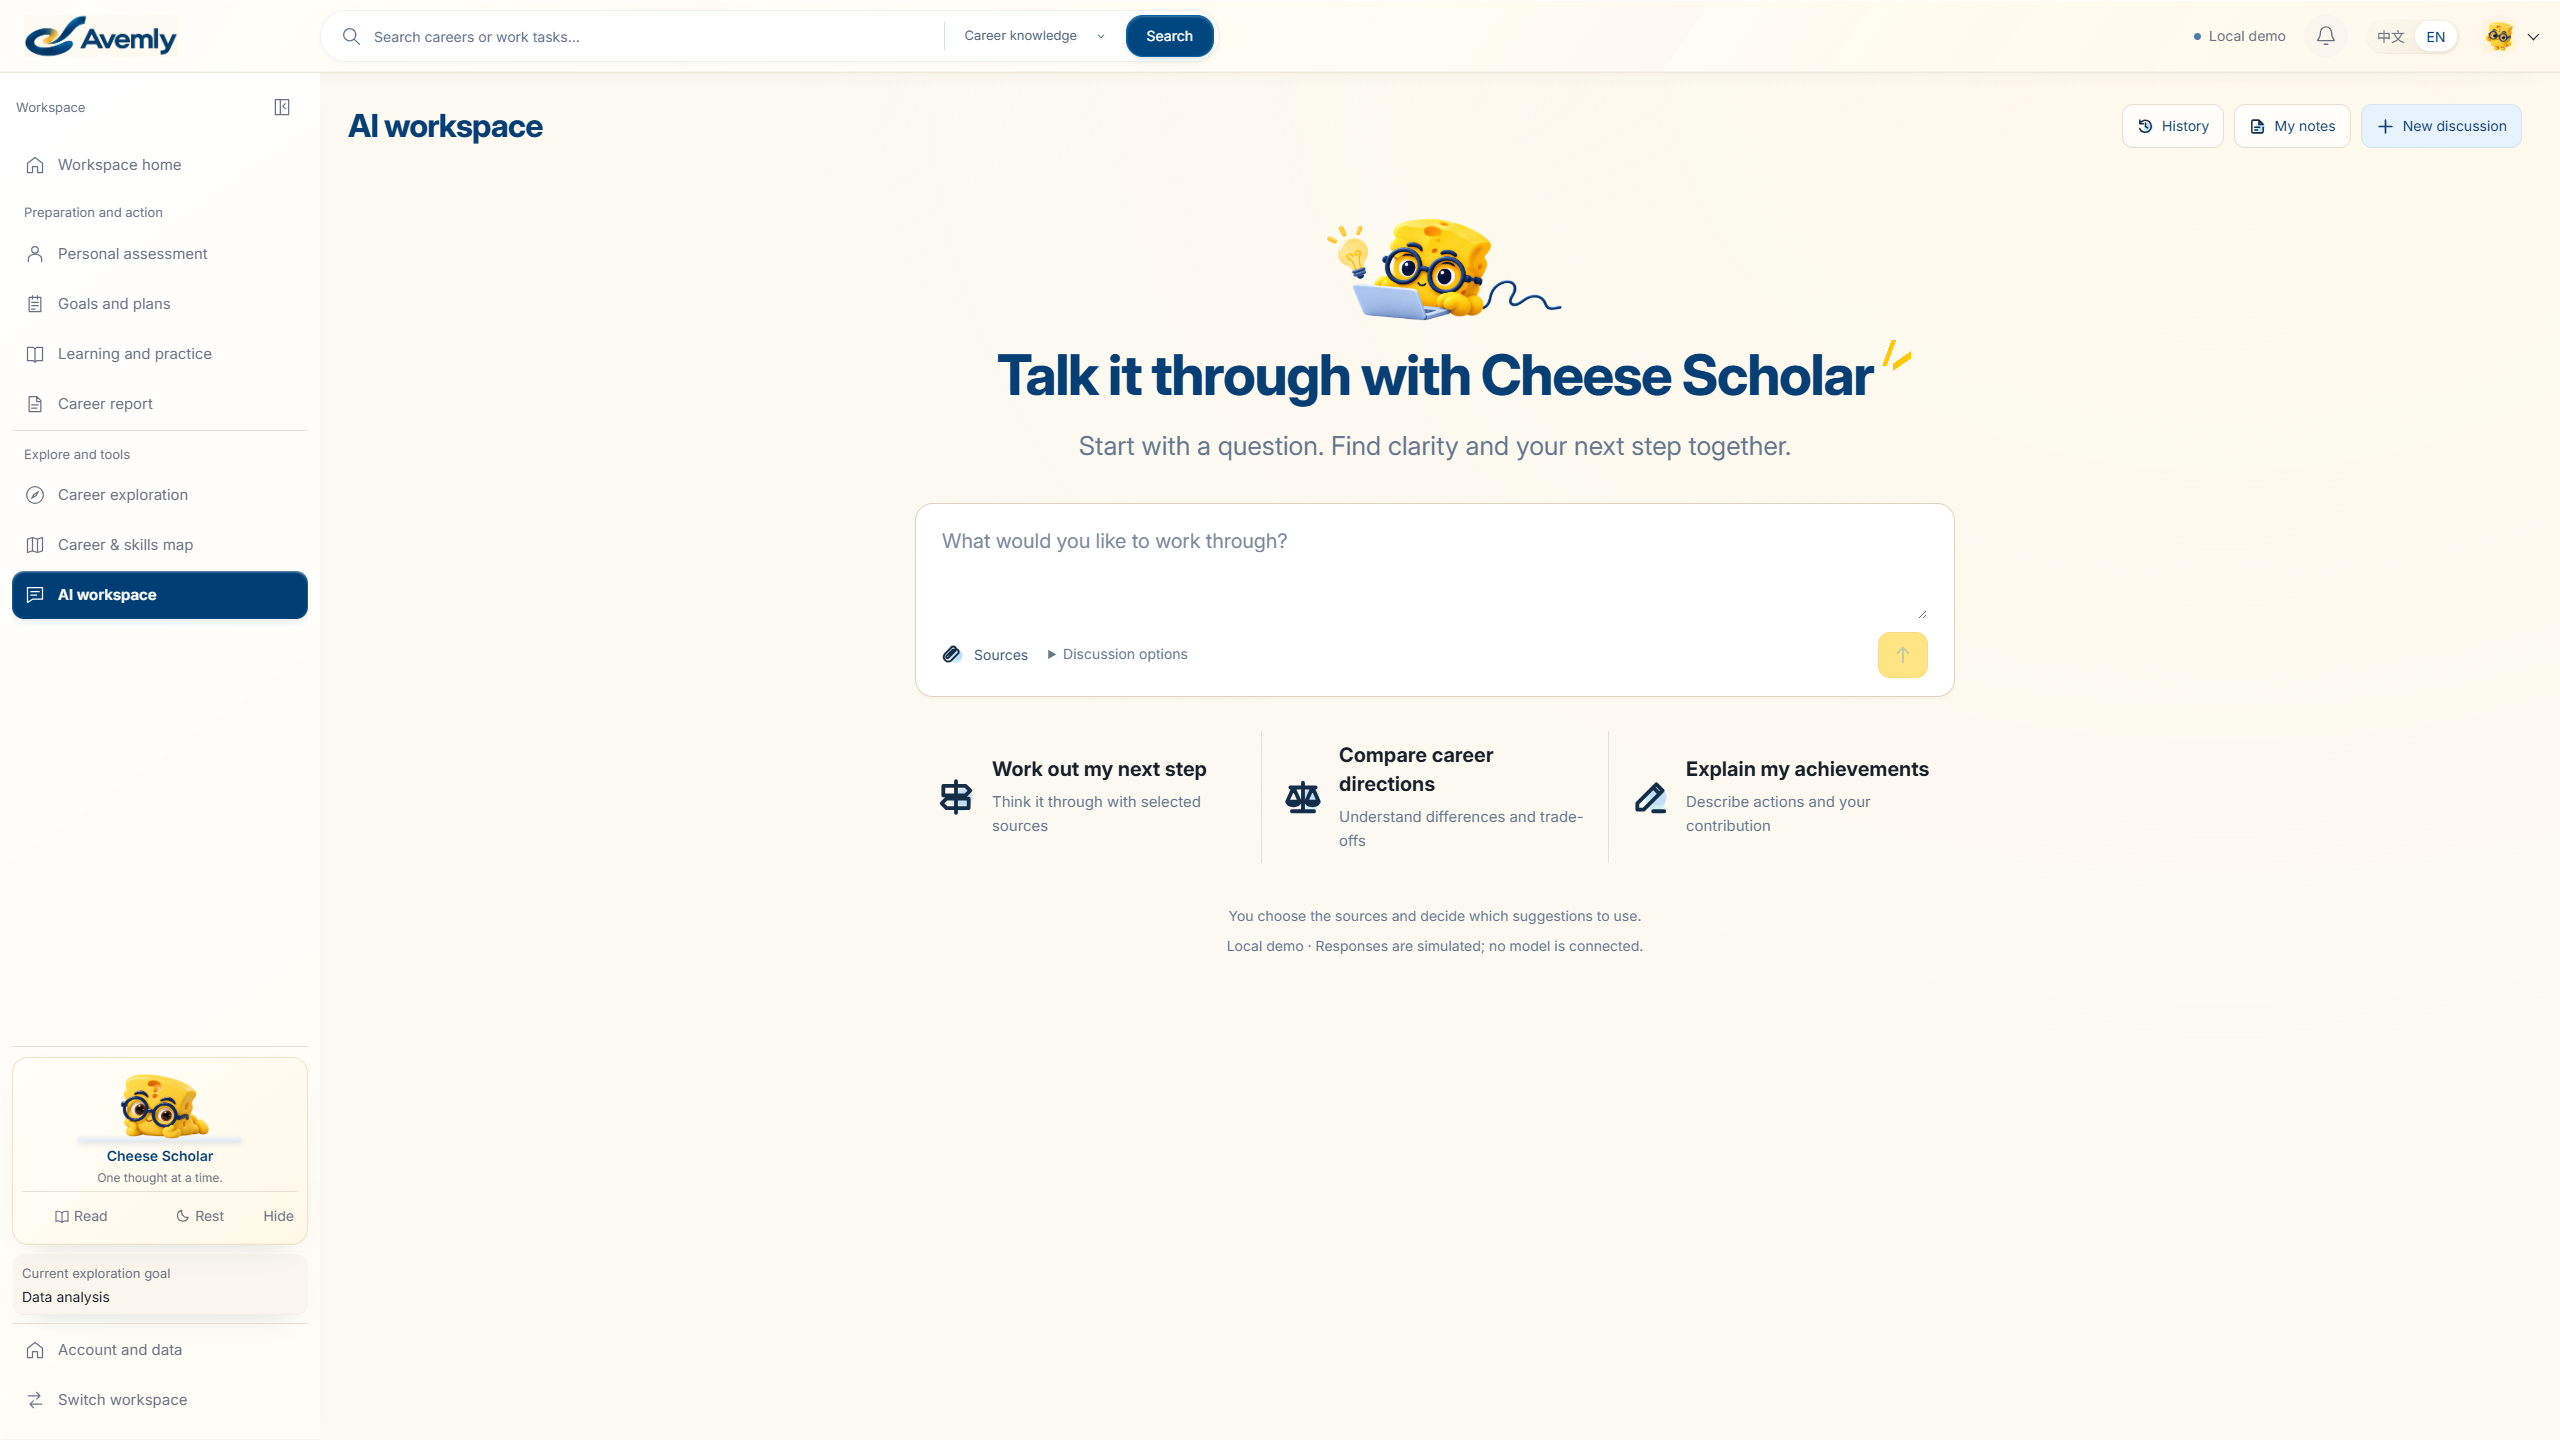 Avemly
Search careers or work tasks...
Career knowledge
Search
Local demo
中文
EN
Workspace
Workspace home
Preparation and action
Personal assessment
Goals and plans
Learning and practice
Career report
Explore and tools
Career exploration
Career & skills map
AI workspace
Cheese Scholar
One thought at a time.
Read
Rest
Hide
Current exploration goal
Data analysis
Account and data
Switch workspace
AI workspace
History
My notes
New discussion
Talk it through with Cheese Scholar
Start with a question. Find clarity and your next step together.
What would you like to work through?
Sources
Discussion options
Work out my next step
Think it through with selected
sources
Compare career
directions
Understand differences and trade-
offs
Explain my achievements
Describe actions and your
contribution
You choose the sources and decide which suggestions to use.
Local demo · Responses are simulated; no model is connected.